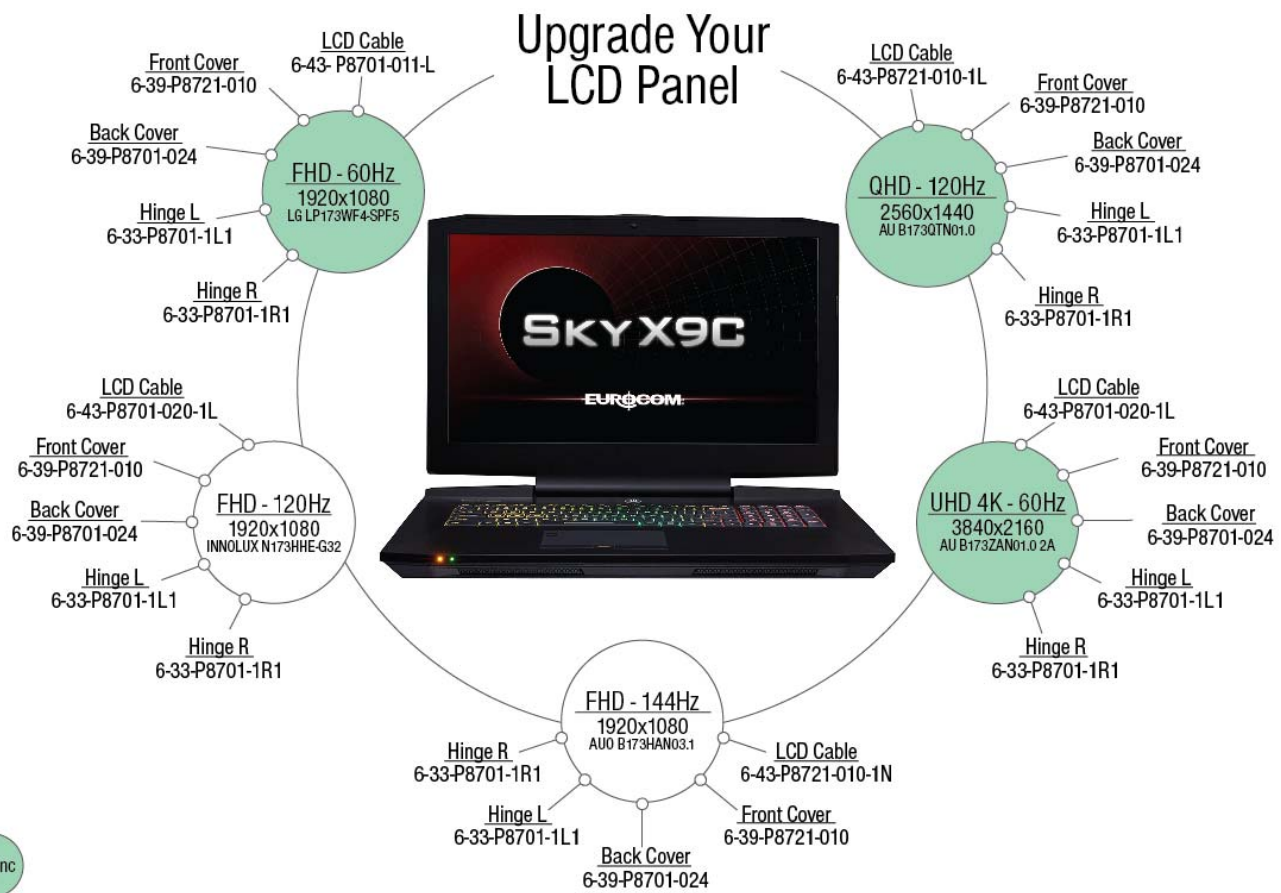 Upgrade Your
LCD Panel
LCD Cable
6-43- P8701-011-L
Front Cover
6-39-P8721-010
Back Cover
6-39-P8701-024
Hinge L
6-33-P8701-1L1
Hinge R
6-33-P8701-1R1
FHD - 60Hz
1920x1080
LG LP173WF4-SPF5
LCD Cable
6-43-P8721-010-1L
Front Cover
6-39-P8721-010
Back Cover
6-39-P8701-024
Hinge L
6-33-P8701-1L1
Hinge R
6-33-P8701-1R1
QHD - 120Hz
2560x1440
AU B173QTN01.0
SKYX9C
EUROCOM
LCD Cable
6-43-P8701-020-1L
Front Cover
6-39-P8721-010
Back Cover
6-39-P8701-024
Hinge L
6-33-P8701-1L1
Hinge R
6-33-P8701-1R1
FHD - 120Hz
1920x1080
INNOLUX N173HHE-G32
LCD Cable
6-43-P8701-020-1L
Front Cover
6-39-P8721-010
Back Cover
6-39-P8701-024
Hinge L
6-33-P8701-1L1
Hinge R
6-33-P8701-1R1
UHD 4K - 60Hz
3840x2160
AU B173ZAN01.0 2A
FHD - 144Hz
1920x1080
AUO B173HAN03.1
Hinge R
6-33-P8701-1R1
Hinge L
6-33-P8701-1L1
Back Cover
6-39-P8701-024
LCD Cable
6-43-P8721-010-1N
Front Cover
6-39-P8721-010
nc